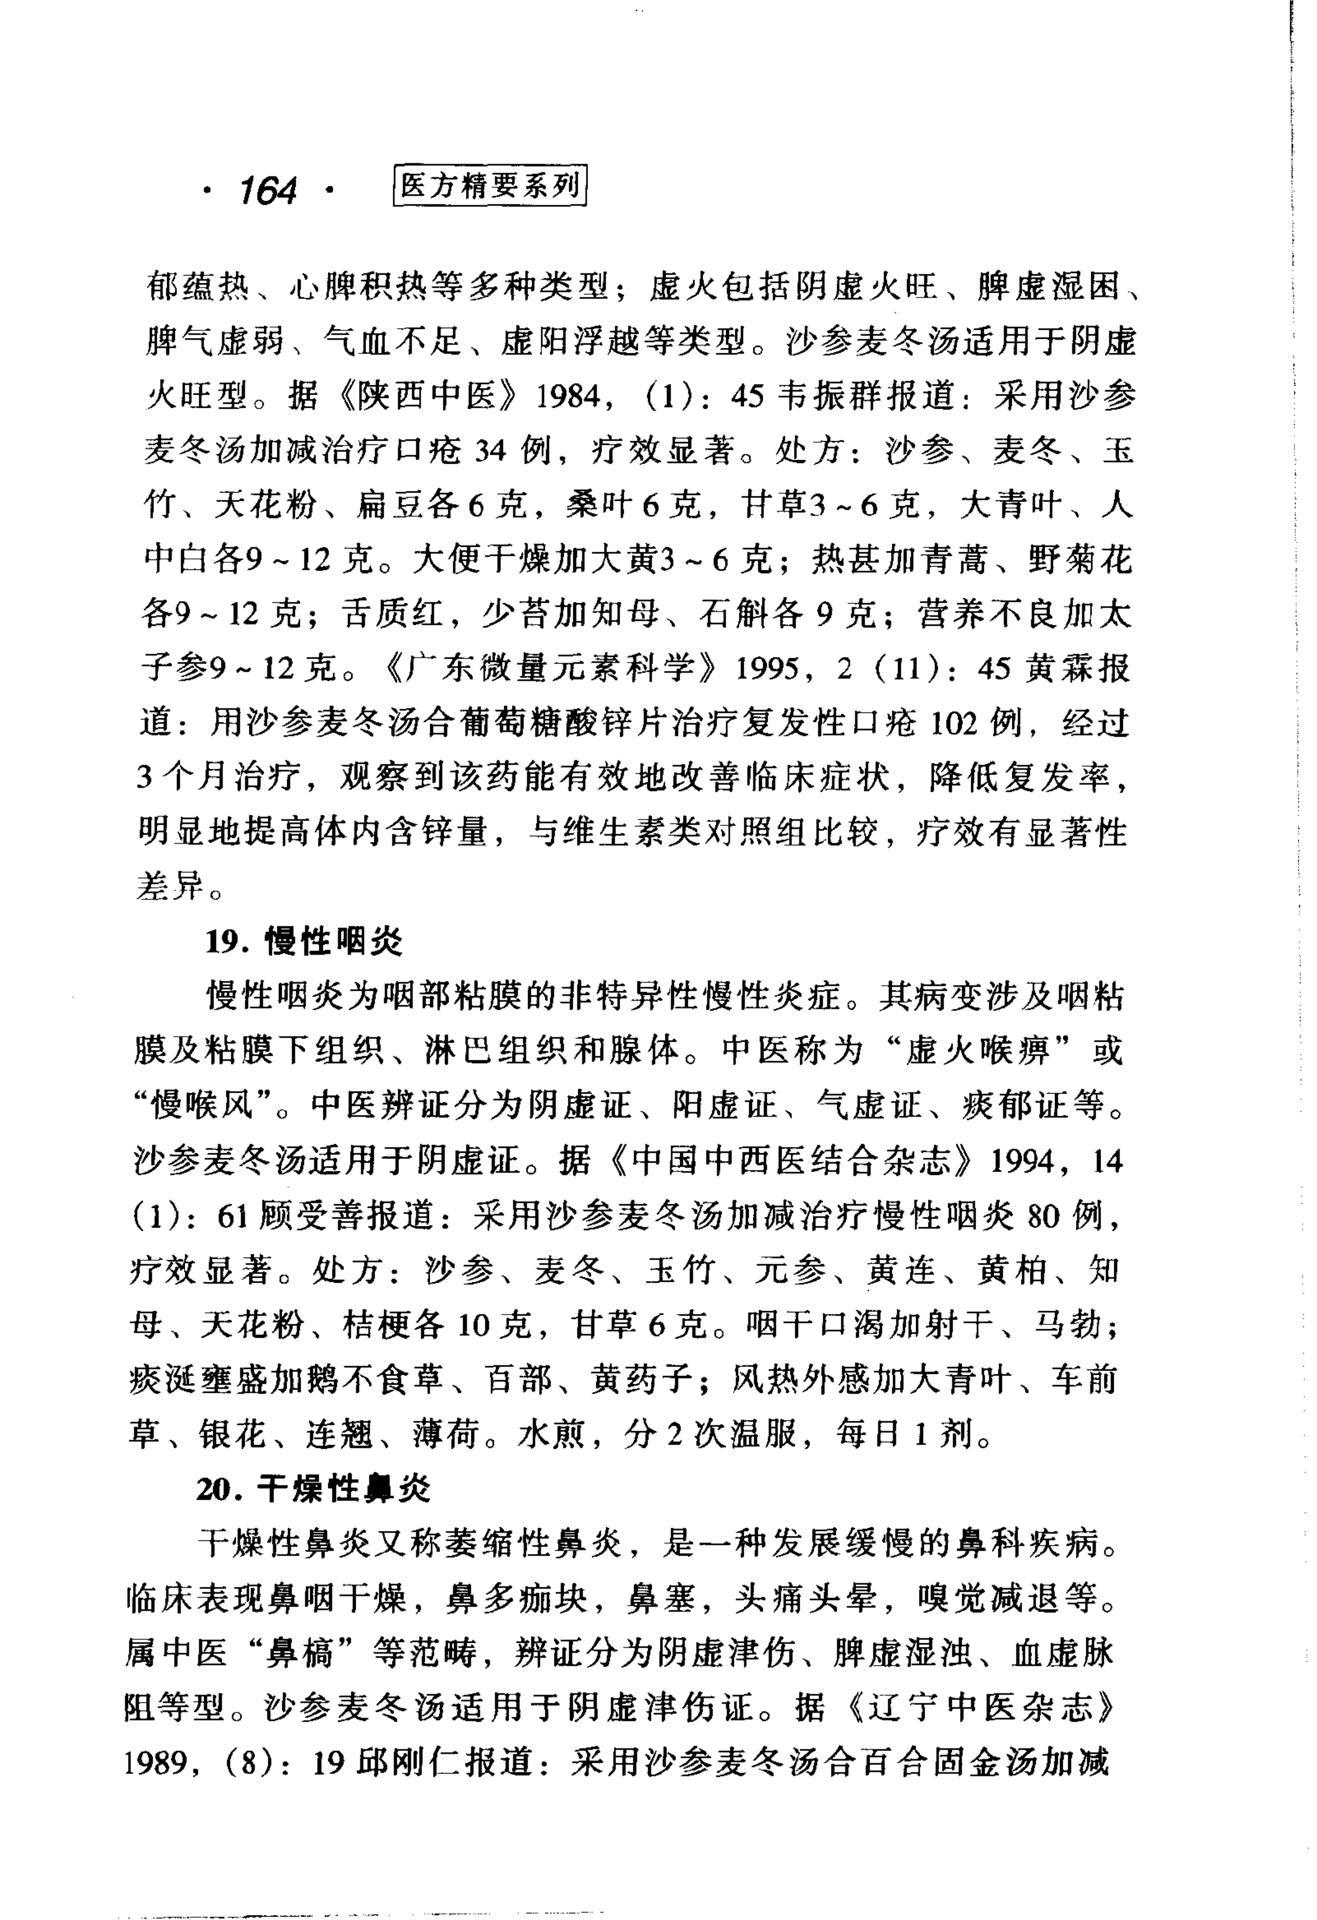 · 164 · 医方精要系列
郁蕴热、心脾积热等多种类型；虚火包括阴虚火旺、脾虚湿困、
脾气虚弱、气血不足、虚阳浮越等类型。沙参麦冬汤适用于阴虚
火旺型。据《陕西中医》1984，（1）：45 韦振群报道：采用沙参
麦冬汤加减治疗口疮 34 例，疗效显著。处方：沙参、麦冬、玉
竹、天花粉、扁豆各 6 克，桑叶 6 克，甘草3～6 克，大青叶、人
中白各9～12 克。大便干燥加大黄3～6 克；热甚加青蒿、野菊花
各9～12 克；舌质红，少苔加知母、石斛各 9 克；营养不良加太
子参9～12 克。《广东微量元素科学》1995，2（11）：45 黄霖报
道：用沙参麦冬汤合葡萄糖酸锌片治疗复发性口疮 102 例，经过
3 个月治疗，观察到该药能有效地改善临床症状，降低复发率，
明显地提高体内含锌量，与维生素类对照组比较，疗效有显著性
差异。
19. 慢性咽炎
慢性咽炎为咽部粘膜的非特异性慢性炎症。其病变涉及咽粘
膜及粘膜下组织、淋巴组织和腺体。中医称为“虚火喉痹”或
“慢喉风”。中医辨证分为阴虚证、阳虚证、气虚证、痰郁证等。
沙参麦冬汤适用于阴虚证。据《中国中西医结合杂志》1994，14
（1）：61 顾受善报道：采用沙参麦冬汤加减治疗慢性咽炎 80 例，
疗效显著。处方：沙参、麦冬、玉竹、元参、黄连、黄柏、知
母、天花粉、桔梗各 10 克，甘草 6 克。咽干口渴加射干、马勃；
痰涎壅盛加鹅不食草、百部、黄药子；风热外感加大青叶、车前
草、银花、连翘、薄荷。水煎，分 2 次温服，每日 1 剂。
20. 干燥性鼻炎
干燥性鼻炎又称萎缩性鼻炎，是一种发展缓慢的鼻科疾病。
临床表现鼻咽干燥，鼻多痂块，鼻塞，头痛头晕，嗅觉减退等。
属中医“鼻槁”等范畴，辨证分为阴虚津伤、脾虚湿浊、血虚脉
阻等型。沙参麦冬汤适用于阴虚津伤证。据《辽宁中医杂志》
1989，（8）：19 邱刚仁报道：采用沙参麦冬汤合百合固金汤加减